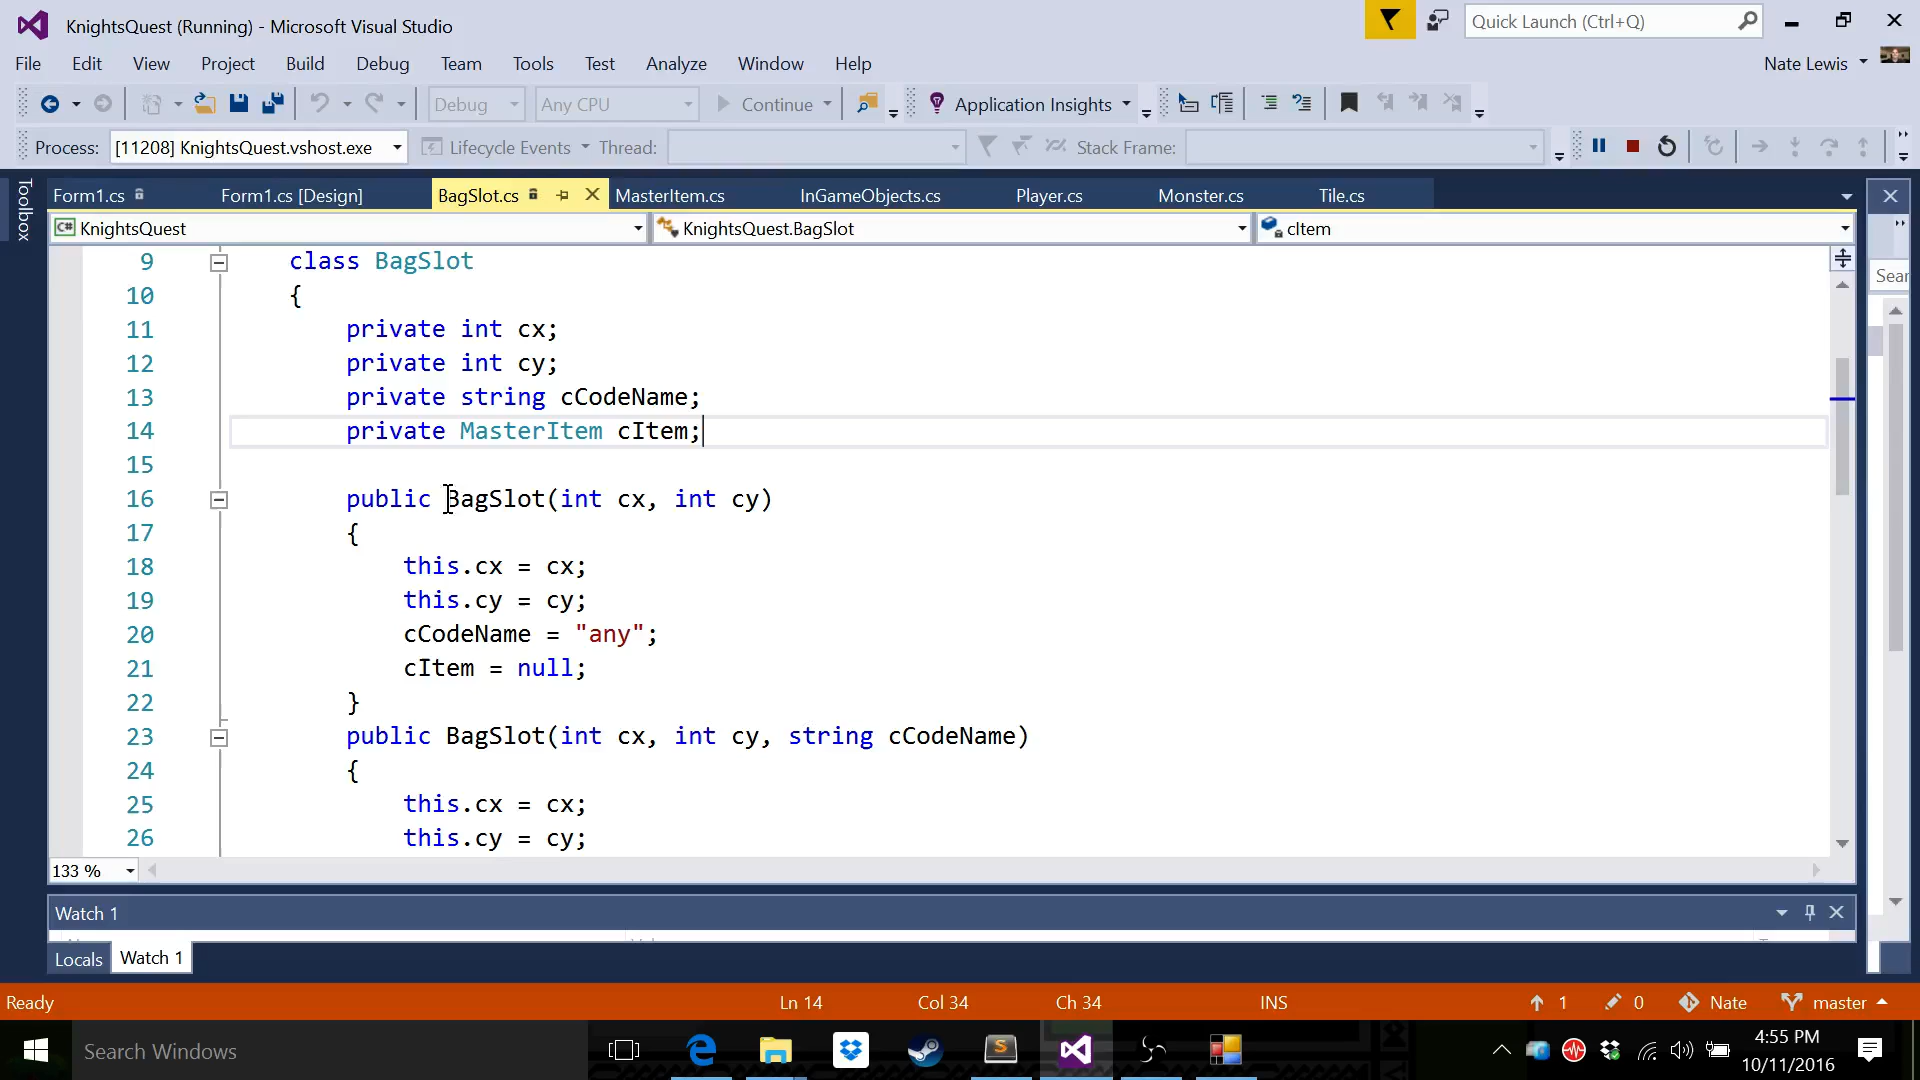 KnightsQuest (Running) - Microsoft Visual Studio
Quick Launch (Ctrl+Q)
File Edit View Project Build Debug Team Tools Test Analyze Window Help
Nate Lewis
Debug Any CPU Continue Application Insights
Process: [11208] KnightsQuest.vshost.exe Lifecycle Events Thread: Stack Frame:
Toolbox
Form1.cs Form1.cs [Design] BagSlot.cs MasterItem.cs InGameObjects.cs Player.cs Monster.cs Tile.cs
C# KnightsQuest KnightsQuest.BagSlot cItem
Sear
9 class BagSlot
10 {
11 private int cx;
12 private int cy;
13 private string cCodeName;
14 private MasterItem cItem;
15
16 public BagSlot(int cx, int cy)
17 {
18 this.cx = cx;
19 this.cy = cy;
20 cCodeName = "any";
21 cItem = null;
22 }
23 public BagSlot(int cx, int cy, string cCodeName)
24 {
25 this.cx = cx;
26 this.cy = cy;
133 %
Watch 1
Locals Watch 1
Ready Ln 14 Col 34 Ch 34 INS 1 0 Nate master
Search Windows
4:55 PM
10/11/2016